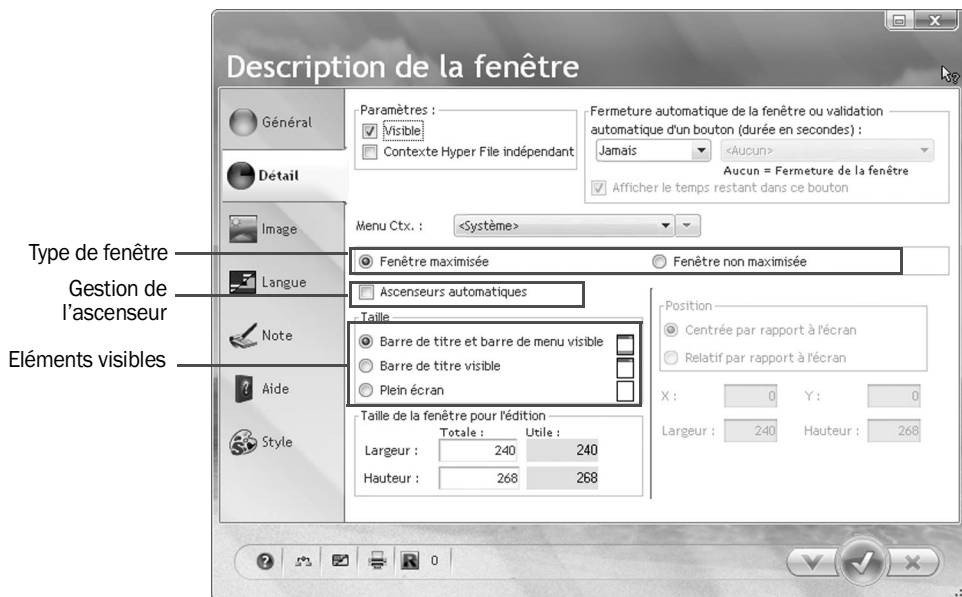 Description de la fenêtre
Général
Détail
Image
Langue
Note
Aide
Style
Paramètres :
Visible
Contexte Hyper File indépendant
Fermeture automatique de la fenêtre ou validation
automatique d'un bouton (durée en secondes) :
Jamais
<Aucun>
Aucun = Fermeture de la fenêtre
Afficher le temps restant dans ce bouton
Menu Ctx. :
<Système>
Type de fenêtre
Fenêtre maximisée
Fenêtre non maximisée
Gestion de
l'ascenseur
Ascenseurs automatiques
Eléments visibles
Taille
Barre de titre et barre de menu visible
Barre de titre visible
Plein écran
Position
Centrée par rapport à l'écran
Relatif par rapport à l'écran
X : 0 Y : 0
Largeur : 240 Hauteur : 268
Taille de la fenêtre pour l'édition
Totale : Utile :
Largeur : 240 240
Hauteur : 268 268
R 0